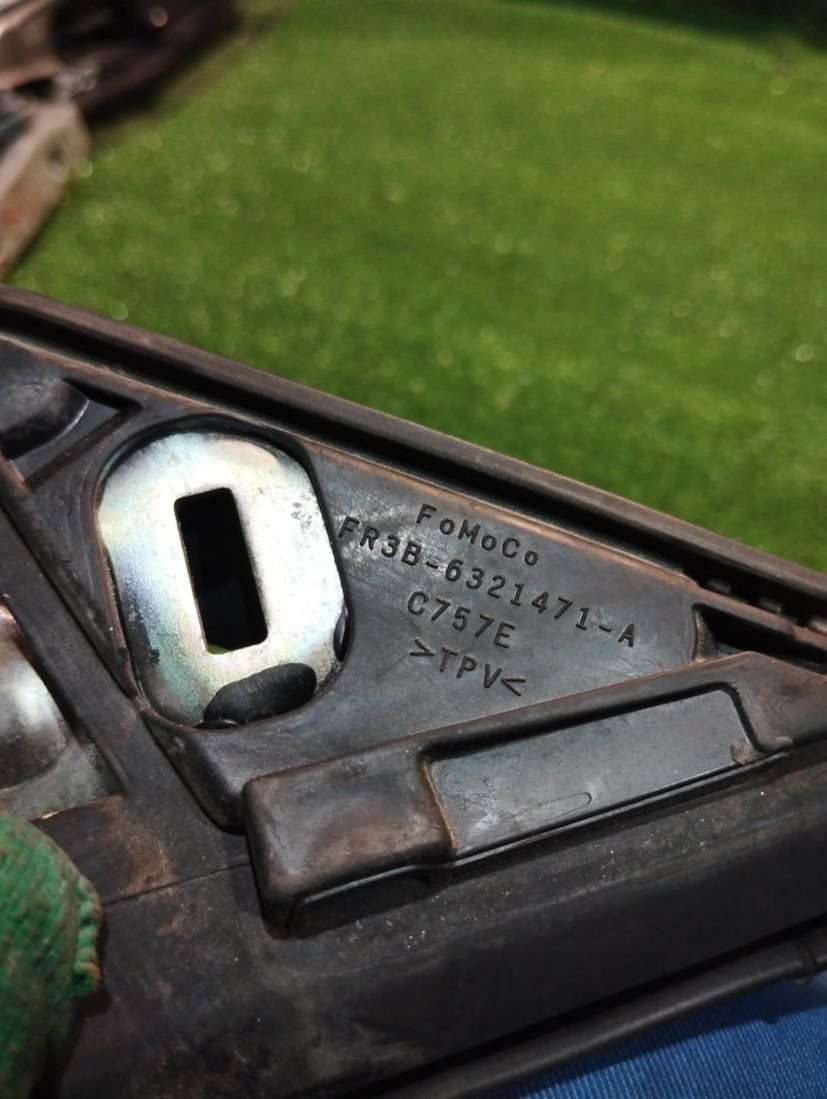 FoMoCo
FR3B-6321471-A
C757E
>TPV<